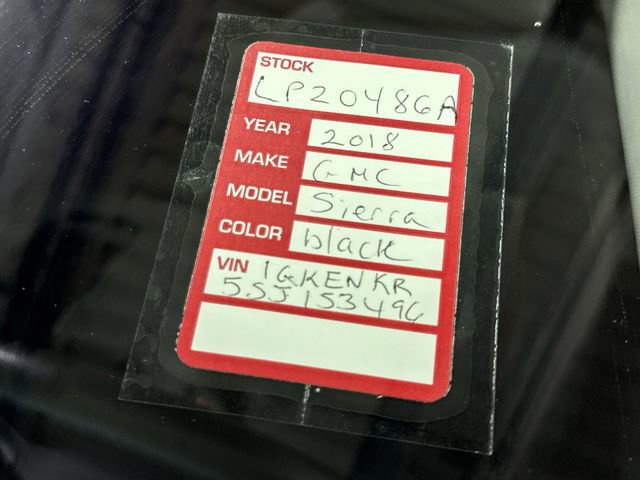 STOCK
LP20486A
YEAR 2018
MAKE GMC
MODEL Sierra
COLOR black
VIN 1GKENKR
5SJ153496